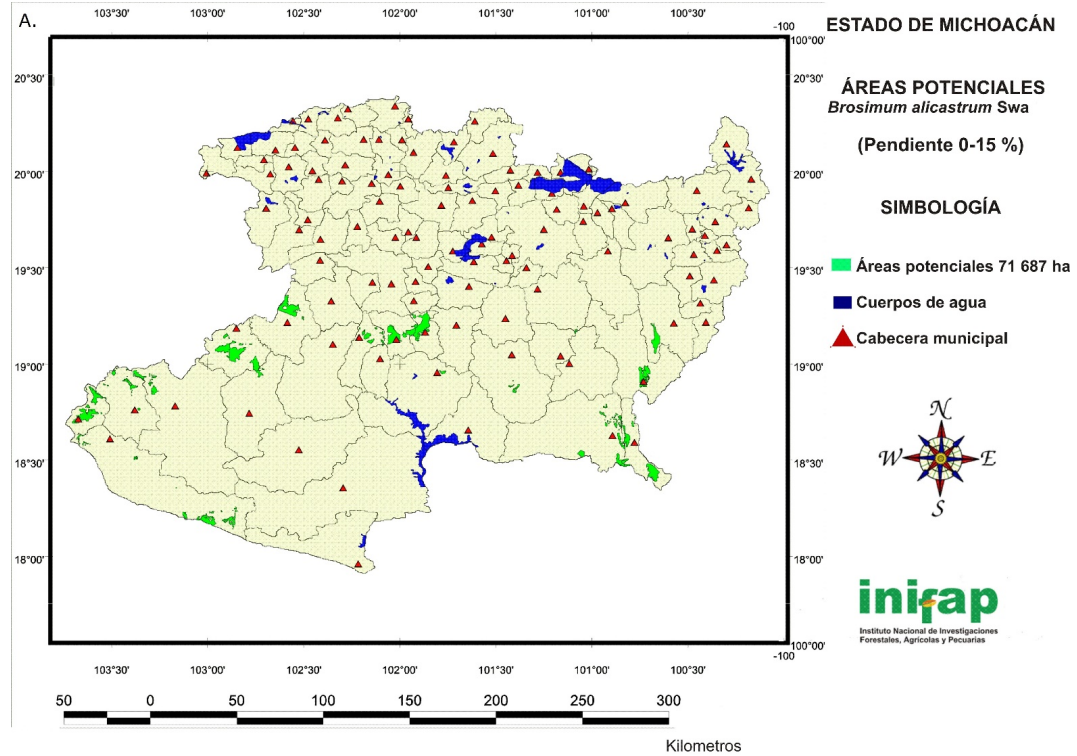 A.
103°00'
102°30'
102°00'
101°30'
101°00'
100°30'
-100
100°00'
20°30'
20°30'
20°00'
20°00'
19°30'
19°30'
19°00'
19°00'
18°30'
18°30'
18°00'
18°00'
100°00'
-100
103°30'
103°00'
102°30'
102°00'
101°30'
101°00'
100°30'
50
0
50
100
150
200
250
300
Kilometros
ESTADO DE MICHOACÁN
ÁREAS POTENCIALES
Brosimum alicastrum Swa
(Pendiente 0-15 %)
SIMBOLOGÍA
Áreas potenciales 71 687 ha
Cuerpos de agua
Cabecera municipal
N
W
E
S
inifap
Instituto Nacional de Investigaciones
Forestales, Agrícolas y Pecuarias